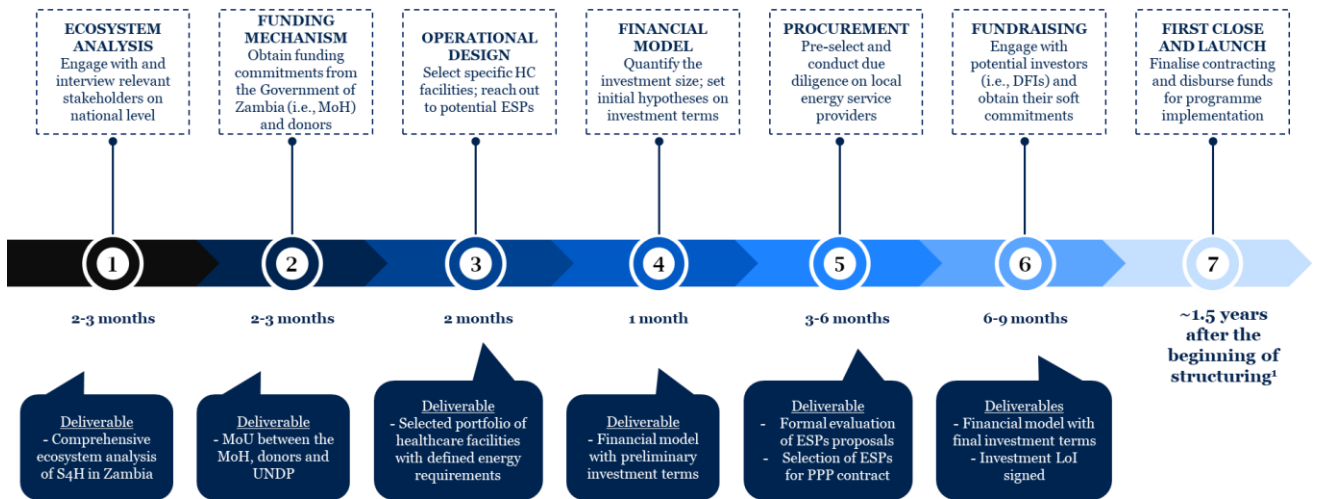 ECOSYSTEM
ANALYSIS
Engage with and
interview relevant
stakeholders on
national level
FUNDING
MECHANISM
Obtain funding
commitments from
the Government of
Zambia (i.e., MoH)
and donors
OPERATIONAL
DESIGN
Select specific HC
facilities; reach out
to potential ESPs
FINANCIAL
MODEL
Quantify the
investment size; set
initial hypotheses on
investment terms
PROCUREMENT
Pre-select and
conduct due
diligence on local
energy service
providers
FUNDRAISING
Engage with
potential investors
(i.e., DFIs) and
obtain their soft
commitments
FIRST CLOSE
AND LAUNCH
Finalise contracting
and disburse funds
for programme
implementation
1
2
3
4
5
6
7
2-3 months
2-3 months
2 months
1 month
3-6 months
6-9 months
~1.5 years
after the
beginning of
structuring¹
Deliverable
- Comprehensive
ecosystem analysis
of S4H in Zambia
Deliverable
- MoU between the
MoH, donors and
UNDP
Deliverable
- Selected portfolio of
healthcare facilities
with defined energy
requirements
Deliverable
- Financial model
with preliminary
investment terms
Deliverable
- Formal evaluation
of ESPs proposals
- Selection of ESPs
for PPP contract
Deliverables
- Financial model with
final investment terms
- Investment LoI
signed